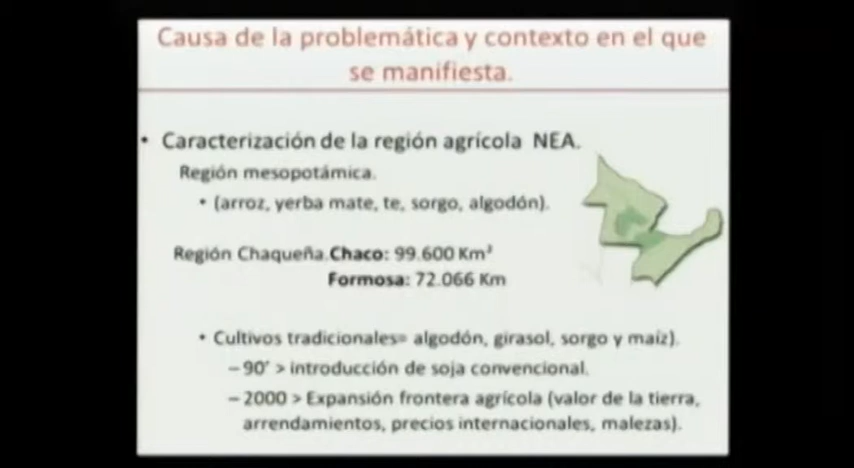 Causa de la problemática y contexto en el que
se manifiesta.
• Caracterización de la región agrícola NEA.
Región mesopotámica.
• (arroz, yerba mate, te, sorgo, algodón).
Región Chaqueña.Chaco: 99.600 Km²
Formosa: 72.066 Km
• Cultivos tradicionales= algodón, girasol, sorgo y maíz).
– 90’ > introducción de soja convencional.
– 2000 > Expansión frontera agrícola (valor de la tierra,
arrendamientos, precios internacionales, malezas).